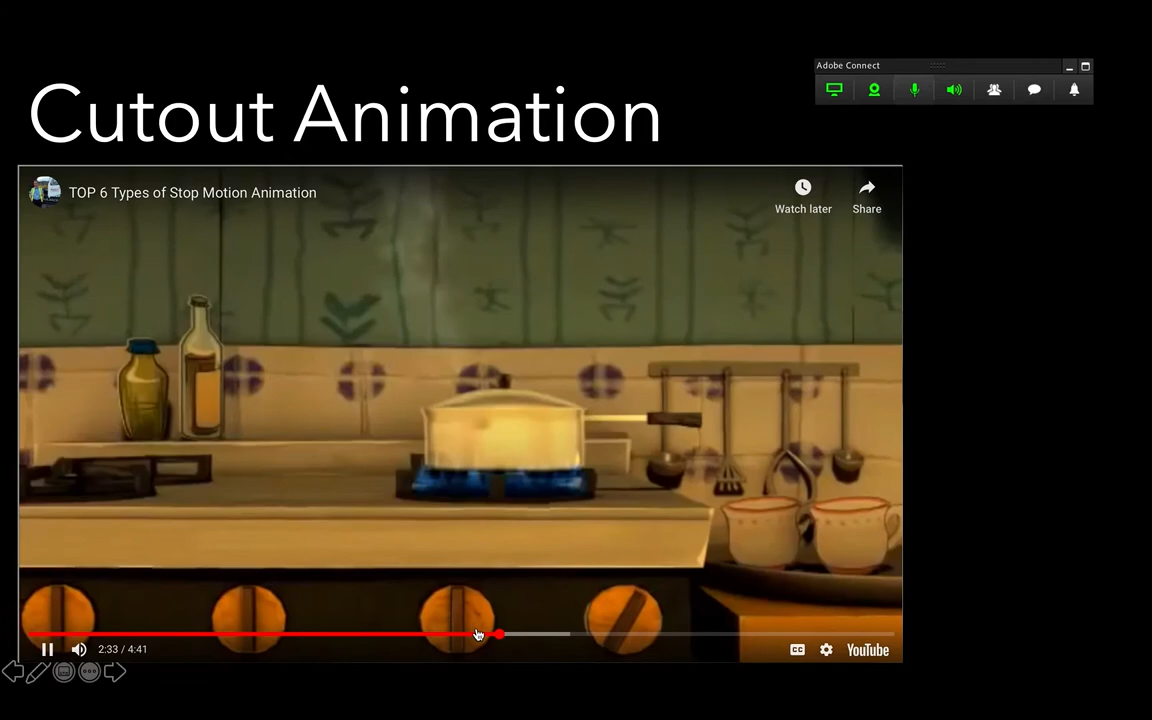 Cutout Animation
Adobe Connect
TOP 6 Types of Stop Motion Animation
Watch later
Share
2:33 / 4:41
CC
YouTube